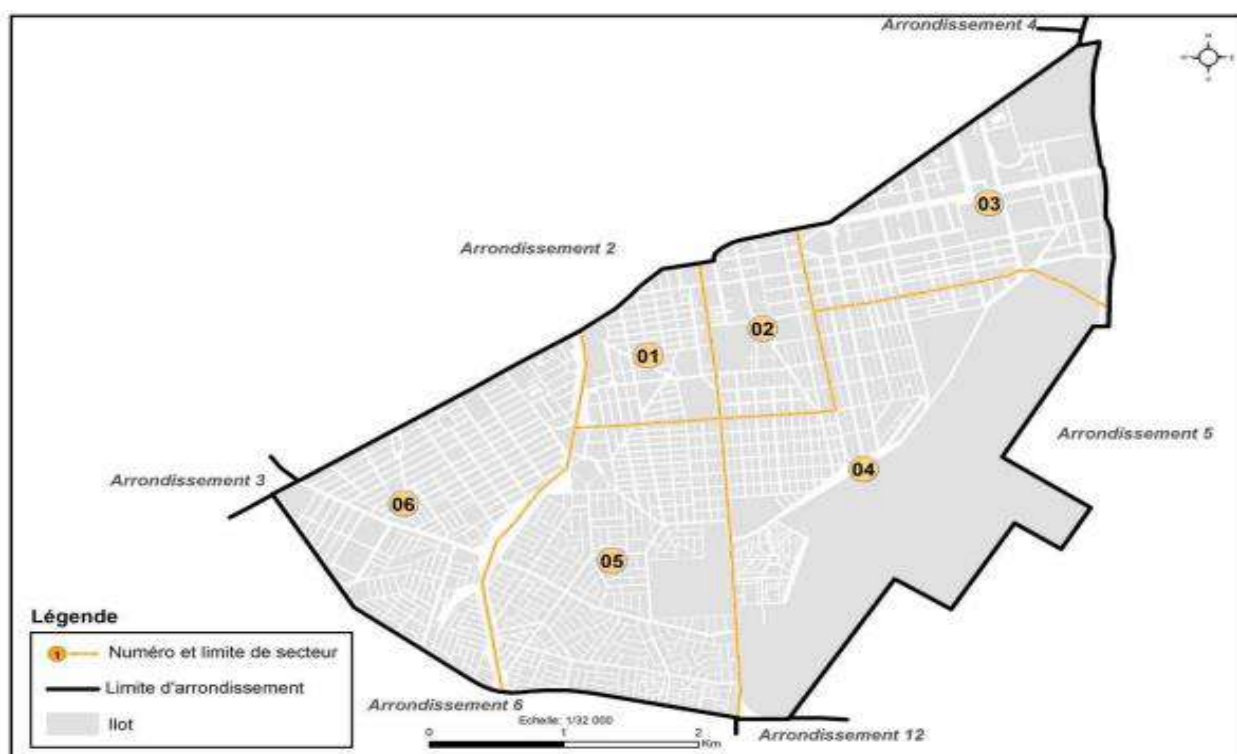 Arrondissement 4
03
Arrondissement 2
02
01
Arrondissement 5
04
Arrondissement 3
06
05
Légende
1 Numéro et limite de secteur
Limite d'arrondissement
Ilot
Arrondissement 6
Echelle: 1/32 000
0 1 2
Km
Arrondissement 12